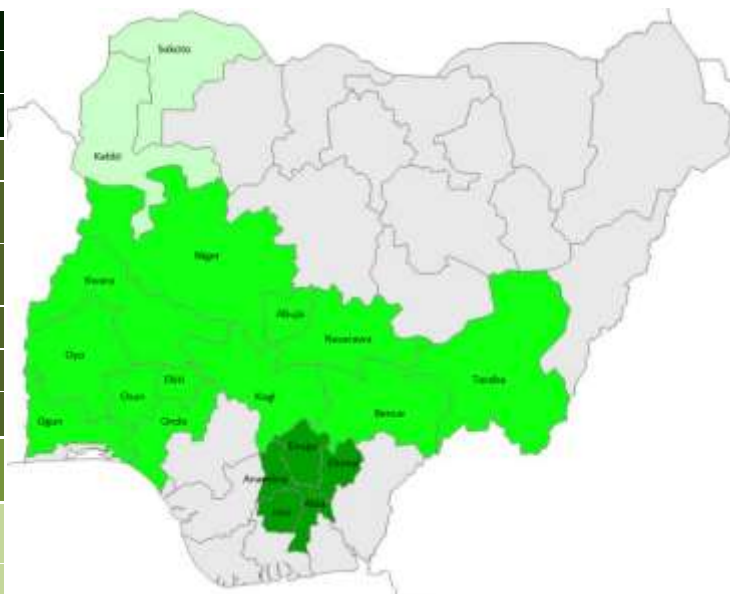 Sokoto
Kebbi
Niger
Kwara
Abuja
Nasarawa
Oyo
Taraba
Ekiti
Osun
Kogi
Benue
Ogun
Ondo
Enugu
Ebonyi
Anambra
Abia
Imo